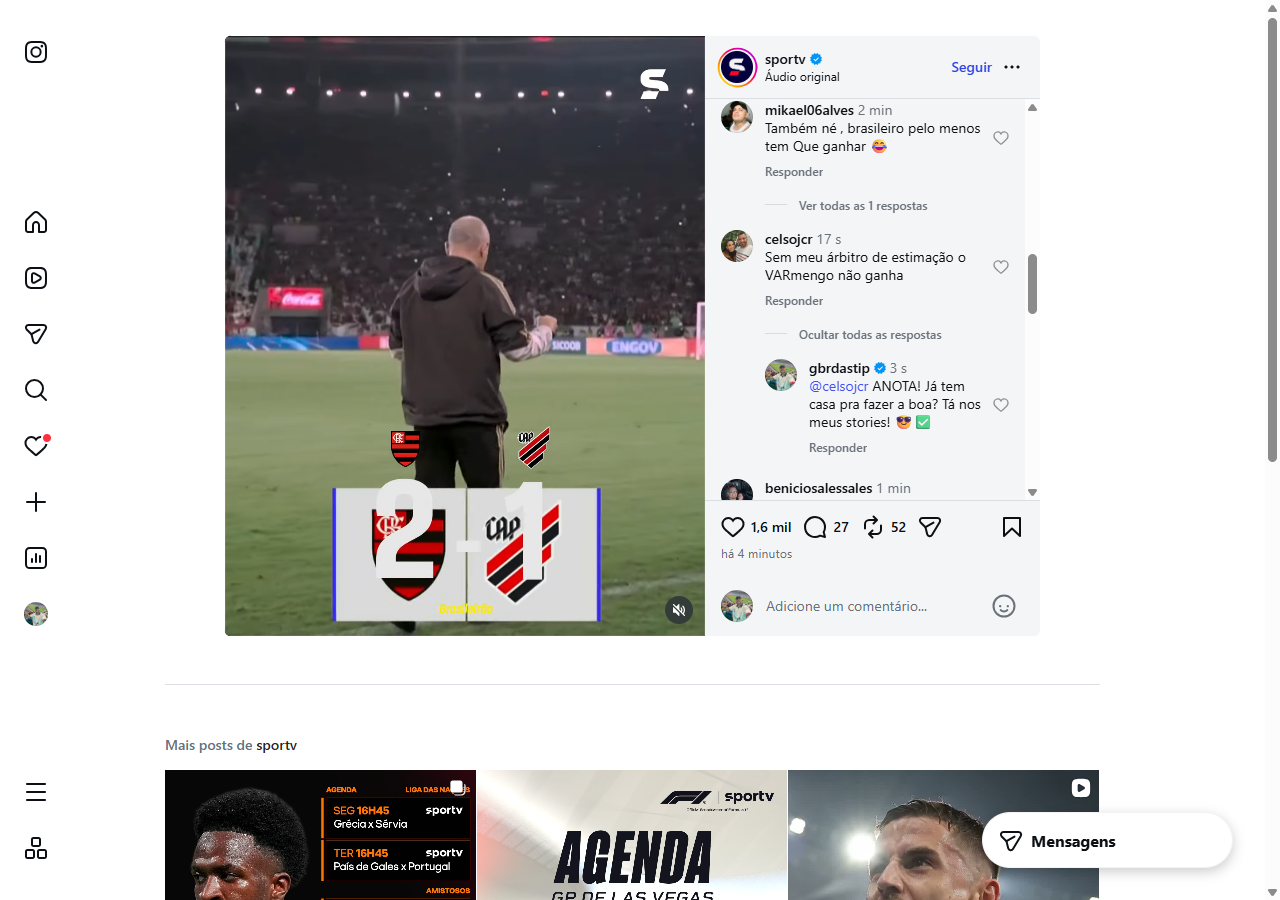 sportv
Áudio original
Seguir
mikael06alves 2 min
Também né , brasileiro pelo menos
tem Que ganhar 😂
Responder
Ver todas as 1 respostas
celsojcr 17 s
Sem meu árbitro de estimação o
VARmengo não ganha
Responder
Ocultar todas as respostas
gbrdastip 3 s
@celsojcr ANOTA! Já tem
casa pra fazer a boa? Tá nos
meus stories! 😎 ✅
Responder
beniciosalessales 1 min
Coca-Cola
SICOOB
ENGOV
CAP
2 - 1
CAP
Brasileirão
1,6 mil 27 52
há 4 minutos
Adicione um comentário...
Mais posts de sportv
AGENDA
SEG 16H45 sportv
Grécia x Sérvia
TER 16H45 sportv
País de Gales x Portugal
AMISTOSOS
F1 sportv
AGENDA
GP DE LAS VEGAS
Mensagens